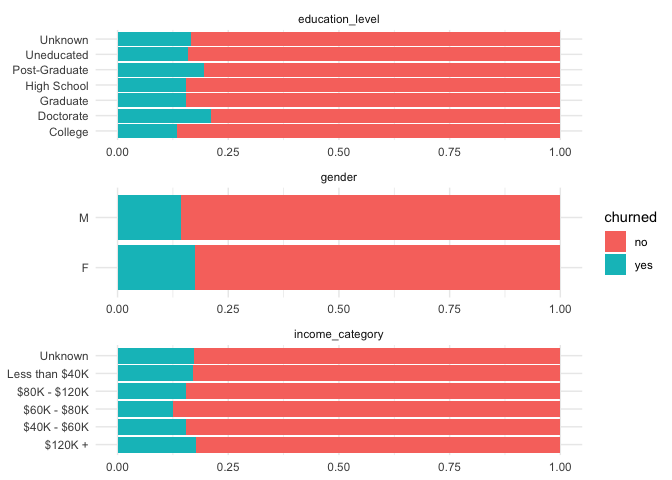 education_level
Unknown
Uneducated
Post-Graduate
High School
Graduate
Doctorate
College
0.00 0.25 0.50 0.75 1.00
gender
M
F
0.00 0.25 0.50 0.75 1.00
churned
no
yes
income_category
Unknown
Less than $40K
$80K - $120K
$60K - $80K
$40K - $60K
$120K +
0.00 0.25 0.50 0.75 1.00